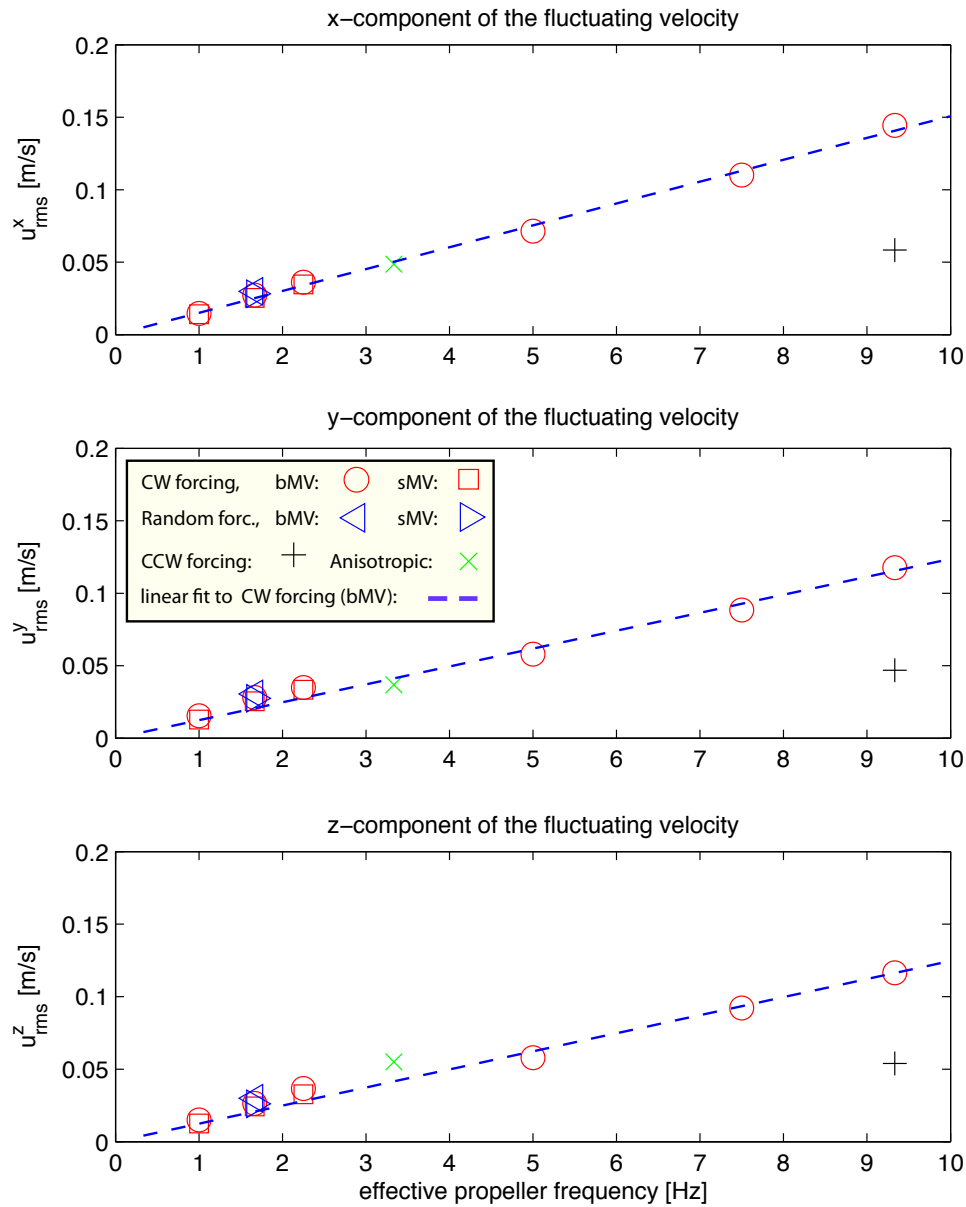 x−component of the fluctuating velocity
0.2
0.15
0.1
0.05
0
u^x_rms [m/s]
0 1 2 3 4 5 6 7 8 9 10
y−component of the fluctuating velocity
0.2
0.15
0.1
0.05
0
u^y_rms [m/s]
CW forcing, bMV: sMV:
Random forc., bMV: sMV:
CCW forcing: Anisotropic:
linear fit to CW forcing (bMV):
0 1 2 3 4 5 6 7 8 9 10
z−component of the fluctuating velocity
0.2
0.15
0.1
0.05
0
u^z_rms [m/s]
0 1 2 3 4 5 6 7 8 9 10
effective propeller frequency [Hz]